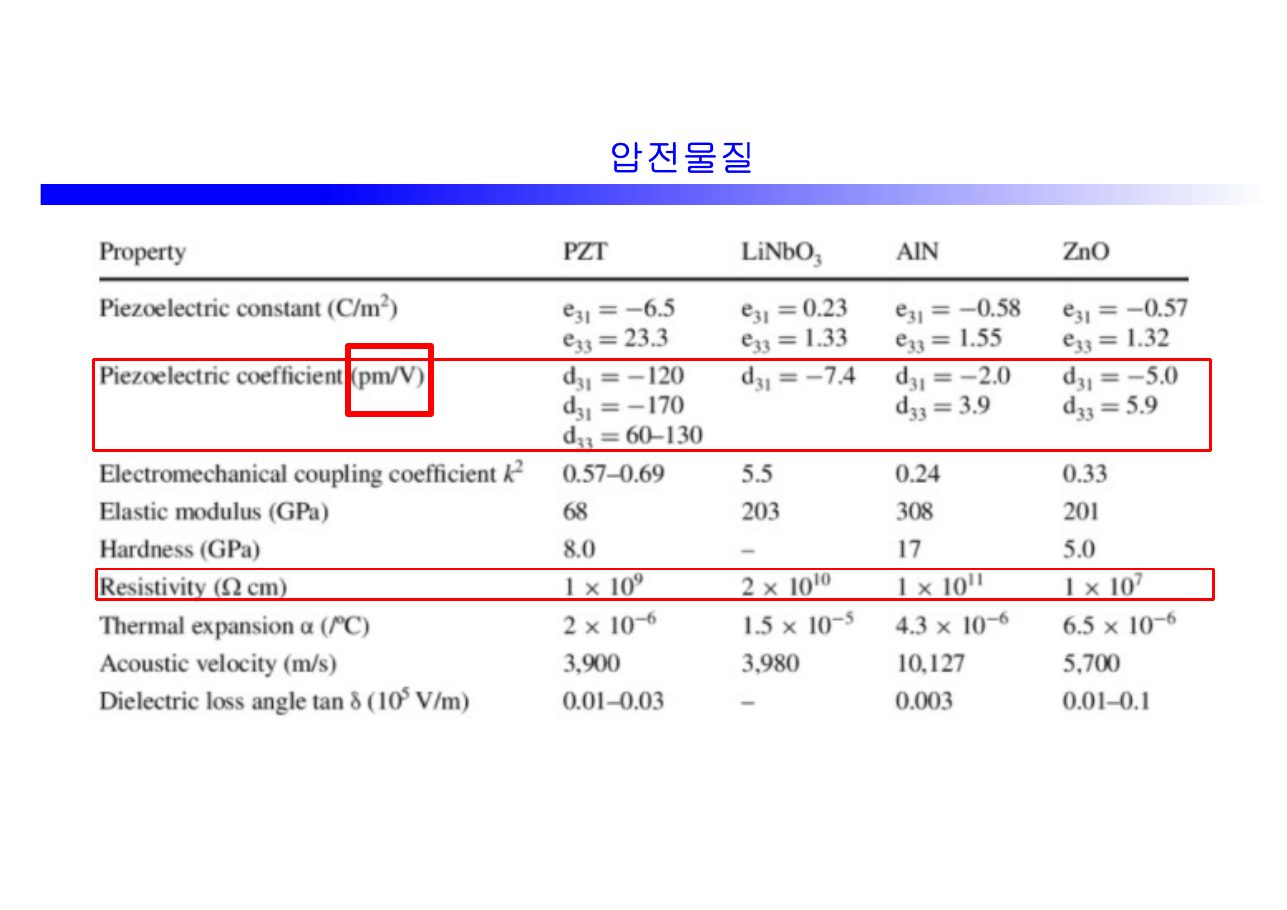 압전물질
Property PZT LiNbO₃ AlN ZnO
Piezoelectric constant (C/m²) e₃₁ = −6.5 e₃₁ = 0.23 e₃₁ = −0.58 e₃₁ = −0.57
e₃₃ = 23.3 e₃₃ = 1.33 e₃₃ = 1.55 e₃₃ = 1.32
Piezoelectric coefficient (pm/V) d₃₁ = −120 d₃₁ = −7.4 d₃₁ = −2.0 d₃₁ = −5.0
d₃₁ = −170 d₃₃ = 3.9 d₃₃ = 5.9
d₃₃ = 60–130
Electromechanical coupling coefficient k² 0.57–0.69 5.5 0.24 0.33
Elastic modulus (GPa) 68 203 308 201
Hardness (GPa) 8.0 – 17 5.0
Resistivity (Ω cm) 1 × 10⁹ 2 × 10¹⁰ 1 × 10¹¹ 1 × 10⁷
Thermal expansion α (/°C) 2 × 10⁻⁶ 1.5 × 10⁻⁵ 4.3 × 10⁻⁶ 6.5 × 10⁻⁶
Acoustic velocity (m/s) 3,900 3,980 10,127 5,700
Dielectric loss angle tan δ (10⁵ V/m) 0.01–0.03 – 0.003 0.01–0.1